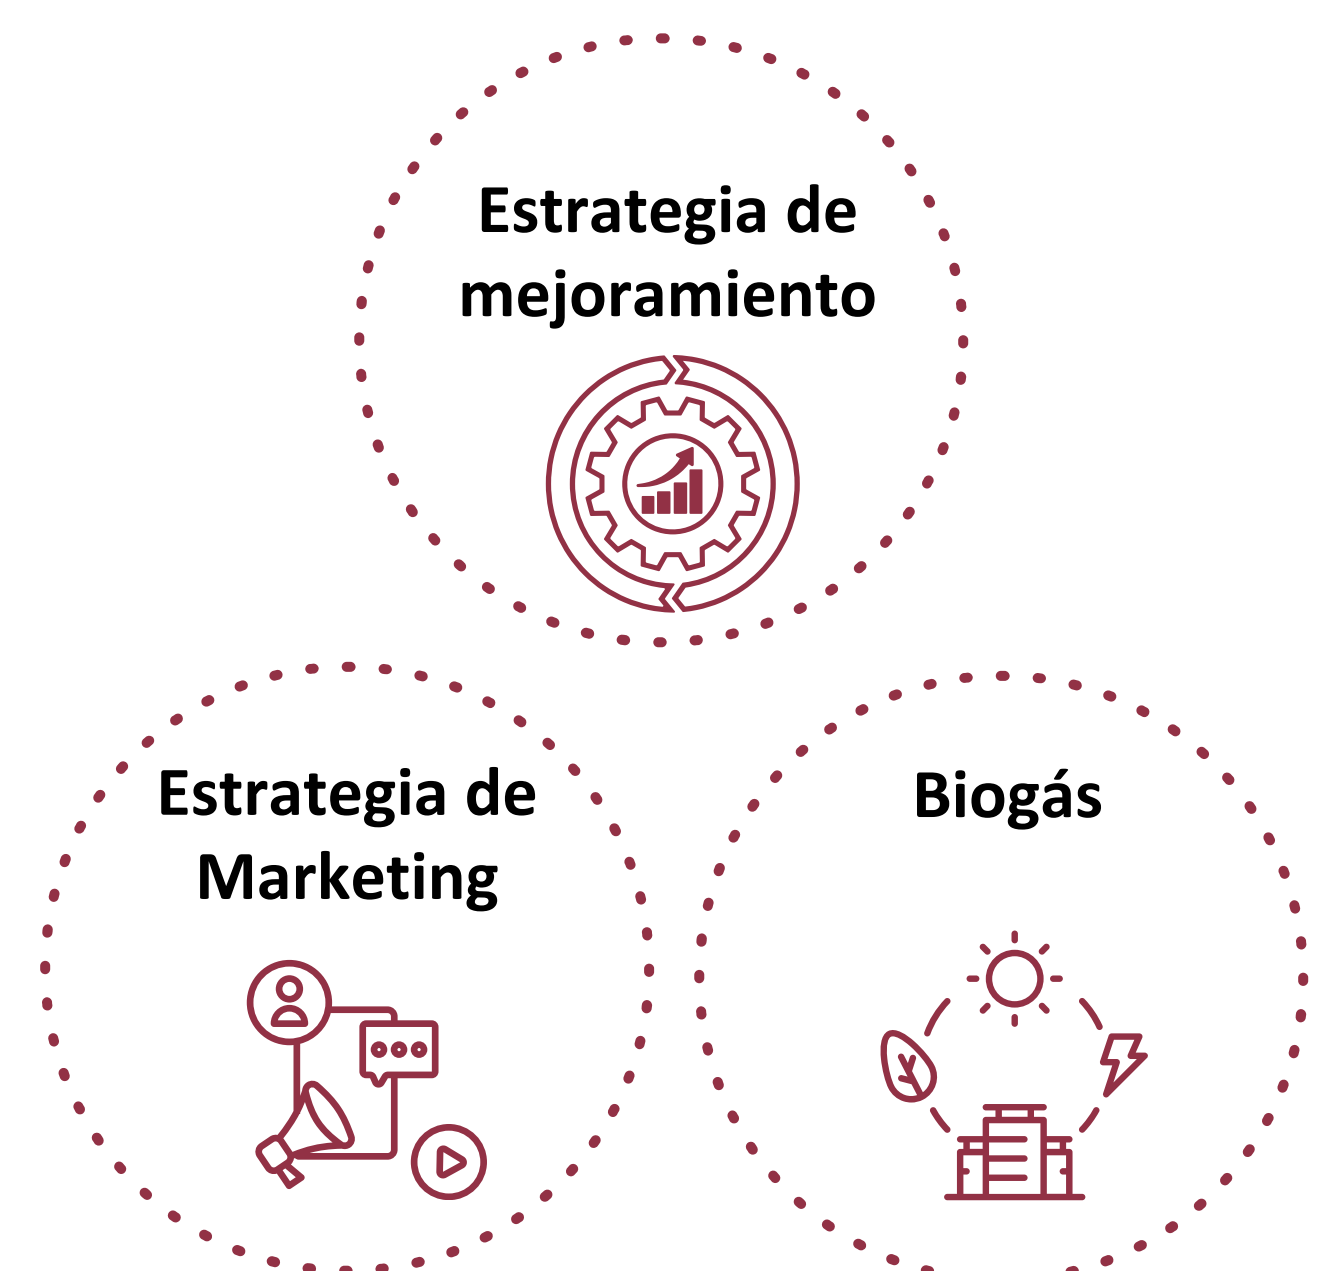 Estrategia de
mejoramiento
Estrategia de
Marketing
Biogás